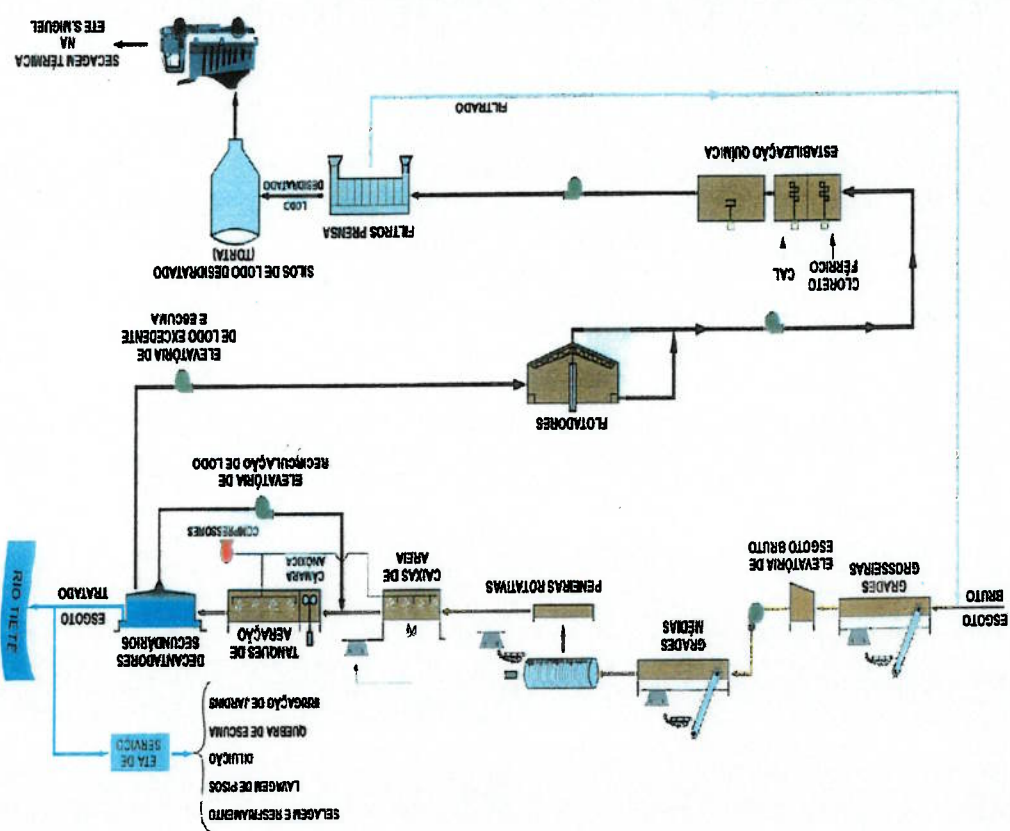 SELAGEM E RESFRIAMENTO
LAVAGEM DE PISOS
DILUIÇÃO
QUEBRA DE ESCUMA
IRRIGAÇÃO DE JARDINS
ETA DE
SERVIÇO
ESGOTO
BRUTO
GRADES
GROSSEIRAS
ELEVATÓRIA DE
ESGOTO BRUTO
GRADES
MÉDIAS
PENEIRAS ROTATIVAS
CAIXAS DE
AREIA
TANQUES DE
AERAÇÃO
CÂMARA
ANÓXICA
COMPRESSORES
DECANTADORES
SECUNDÁRIOS
ESGOTO
TRATADO
RIO TIETE
ELEVATÓRIA DE
RECIRCULAÇÃO DE LODO
FLOTADORES
ELEVATÓRIA DE
DE LODO EXCEDENTE
E ESCUMA
CLORETO
FÉRRICO
CAL
ESTABILIZAÇÃO QUÍMICA
FILTROS PRENSA
LODO
DESIDRATADO
SILOS DE LODO DESIDRATADO
(TORTA)
FILTRADO
SECAGEM TÉRMICA
NA
ETE S.MIGUEL